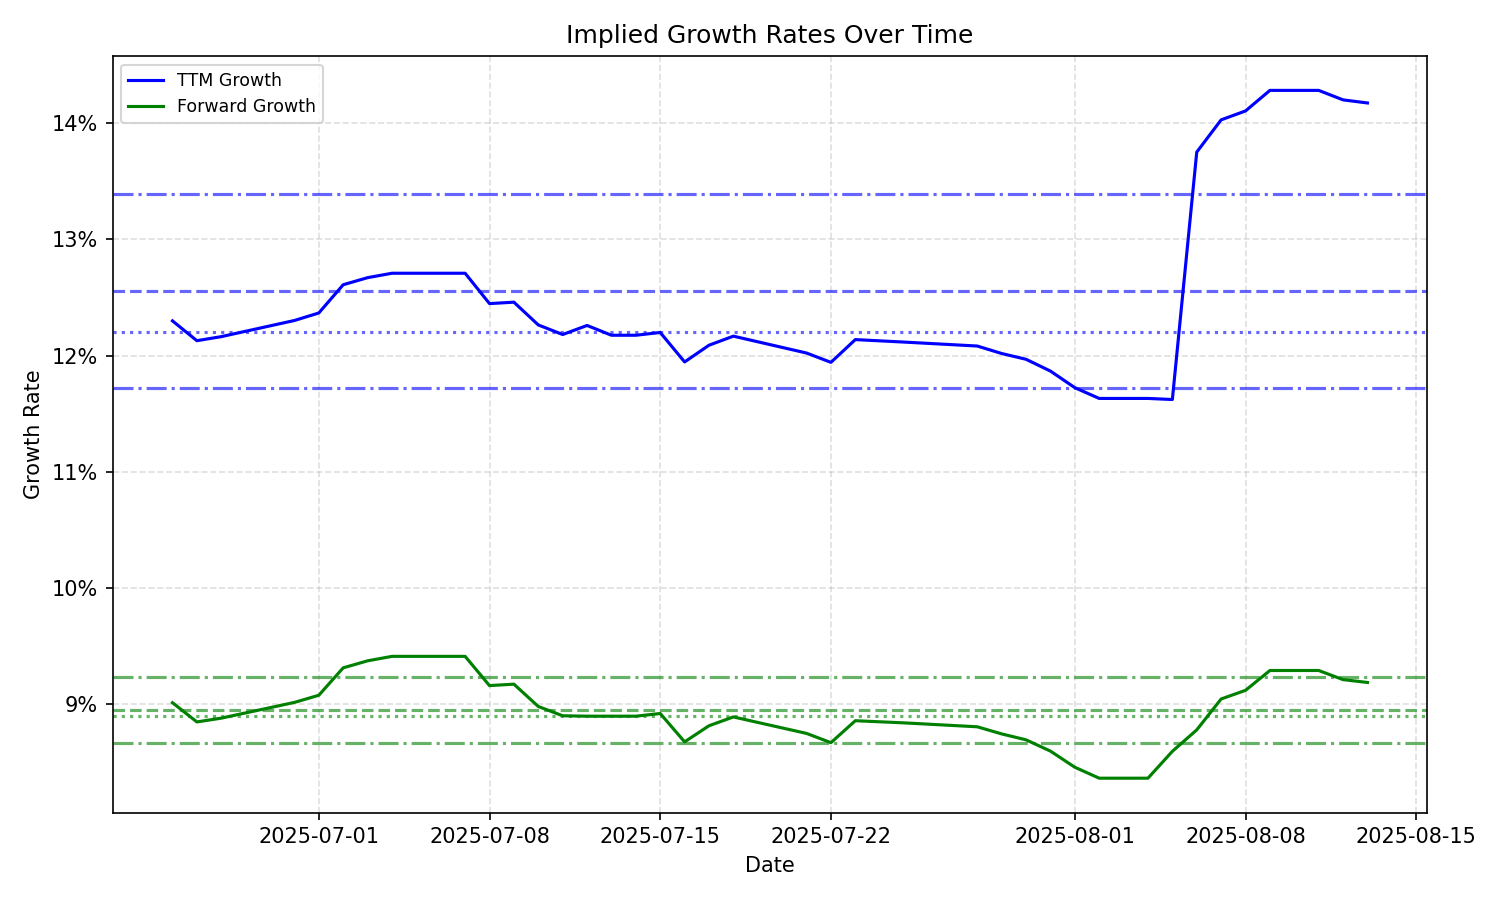 Implied Growth Rates Over Time
TTM Growth
Forward Growth
14%
13%
12%
11%
10%
9%
Growth Rate
2025-07-01
2025-07-08
2025-07-15
2025-07-22
2025-08-01
2025-08-08
2025-08-15
Date